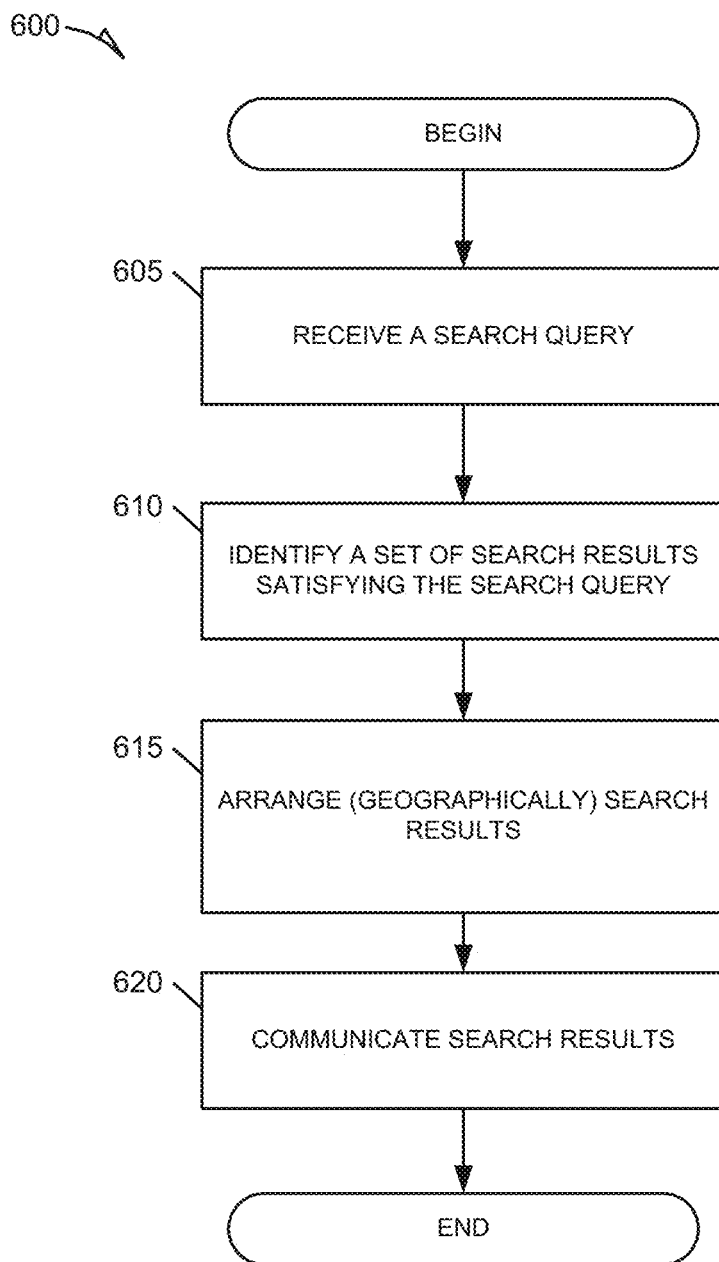 600
BEGIN
605
RECEIVE A SEARCH QUERY
610
IDENTIFY A SET OF SEARCH RESULTS
SATISFYING THE SEARCH QUERY
615
ARRANGE (GEOGRAPHICALLY) SEARCH
RESULTS
620
COMMUNICATE SEARCH RESULTS
END